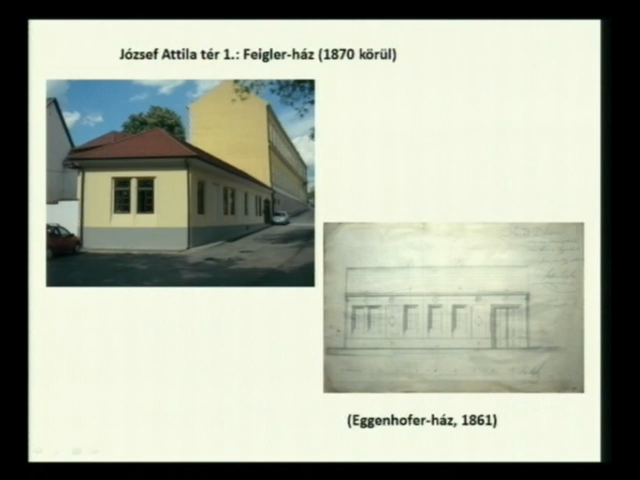 József Attila tér 1.: Feigler-ház (1870 körül)
(Eggenhofer-ház, 1861)